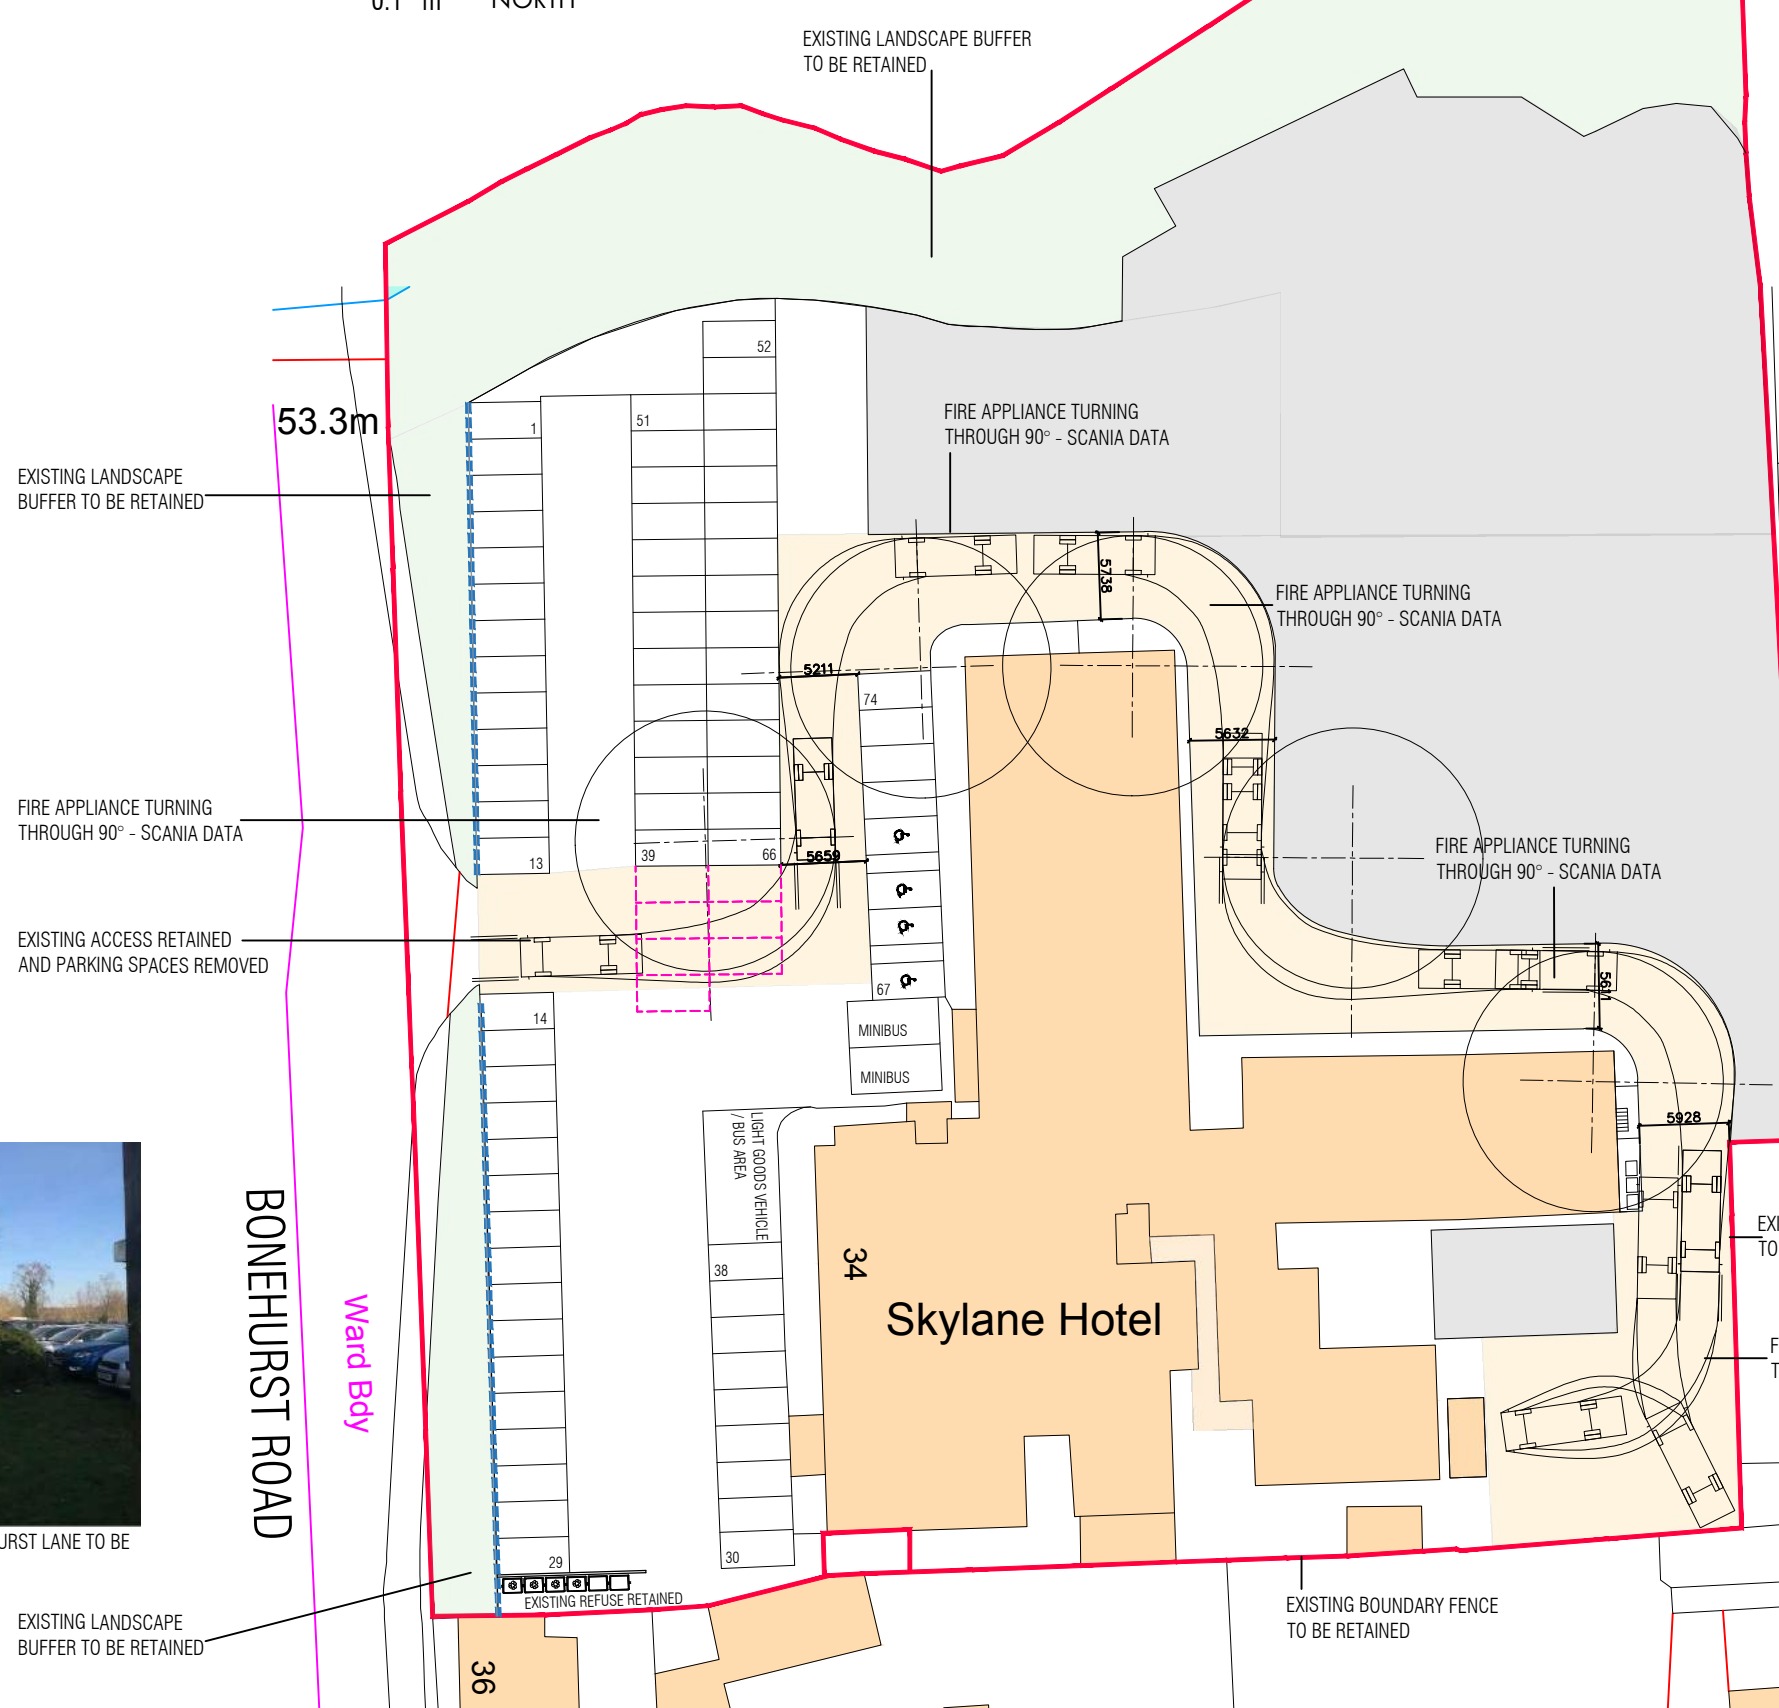 0.1 m NORTH
EXISTING LANDSCAPE BUFFER
TO BE RETAINED
52
53.3m
1
51
FIRE APPLIANCE TURNING
THROUGH 90° - SCANIA DATA
EXISTING LANDSCAPE
BUFFER TO BE RETAINED
5738
FIRE APPLIANCE TURNING
THROUGH 90° - SCANIA DATA
5211
74
5632
FIRE APPLIANCE TURNING
THROUGH 90° - SCANIA DATA
13
39
66
5659
FIRE APPLIANCE TURNING
THROUGH 90° - SCANIA DATA
EXISTING ACCESS RETAINED
AND PARKING SPACES REMOVED
67
5611
14
MINIBUS
MINIBUS
LIGHT GOODS VEHICLE
/ BUS AREA
5928
BONEHURST ROAD
Ward Bdy
38
34
Skylane Hotel
EXI
TO
F
T
URST LANE TO BE
29
30
EXISTING REFUSE RETAINED
EXISTING LANDSCAPE
BUFFER TO BE RETAINED
EXISTING BOUNDARY FENCE
TO BE RETAINED
36